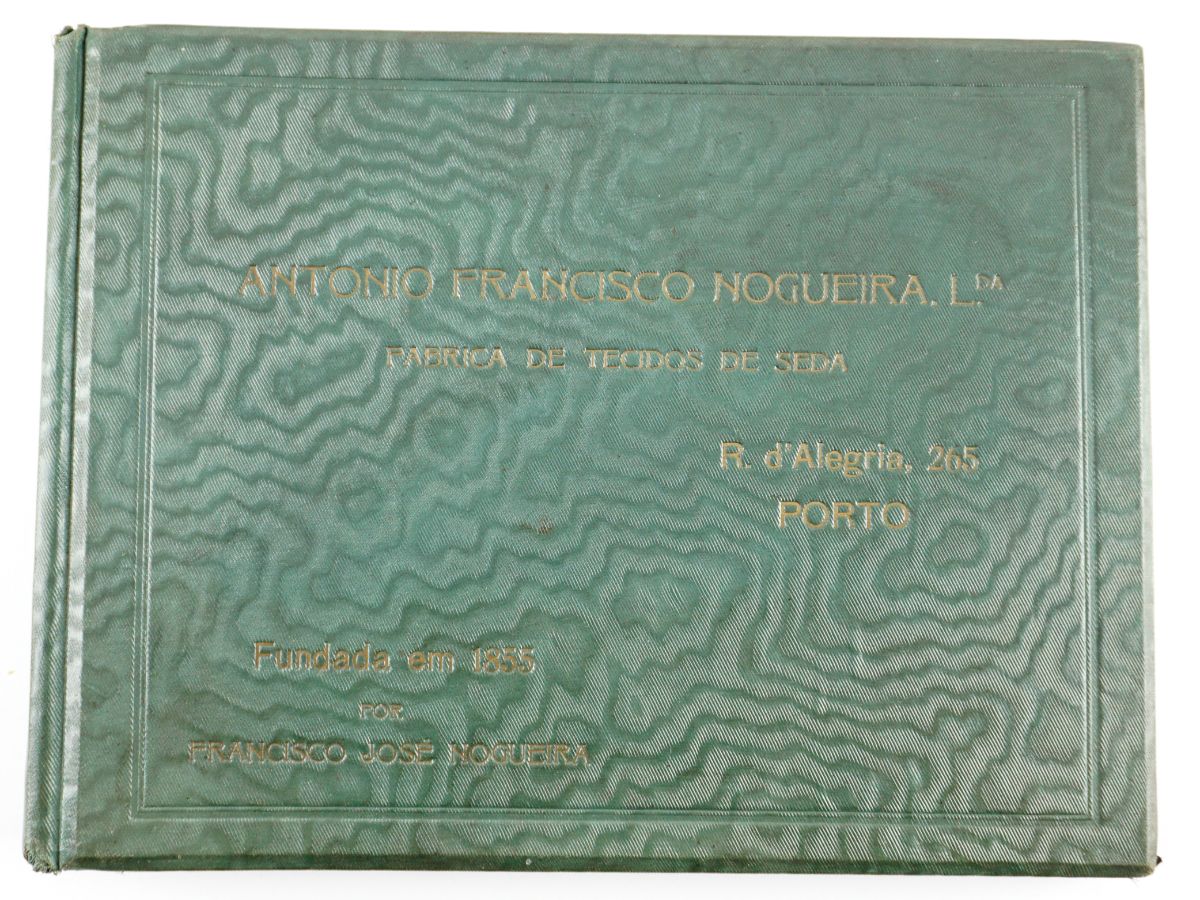 ANTONIO FRANCISCO NOGUEIRA, L.DA
FABRICA DE TECIDOS DE SEDA
R. d'Alegria, 265
PORTO
Fundada em 1855
POR
FRANCISCO JOSÉ NOGUEIRA